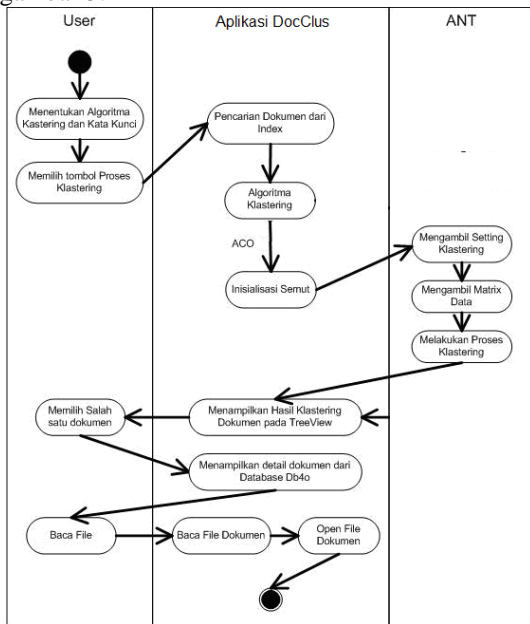 User
Aplikasi DocClus
ANT
Menentukan Algoritma
Kastering dan Kata Kunci
Memilih tombol Proses
Klastering
Pencarian Dokumen dari
Index
Algoritma
Klastering
ACO
Inisialisasi Semut
Mengambil Setting
Klastering
Mengambil Matrix
Data
Melakukan Proses
Klastering
Menampilkan Hasil Klastering
Dokumen pada TreeView
Memilih Salah
satu dokumen
Menampilkan detail dokumen dari
Database Db4o
Baca File
Baca File Dokumen
Open File
Dokumen